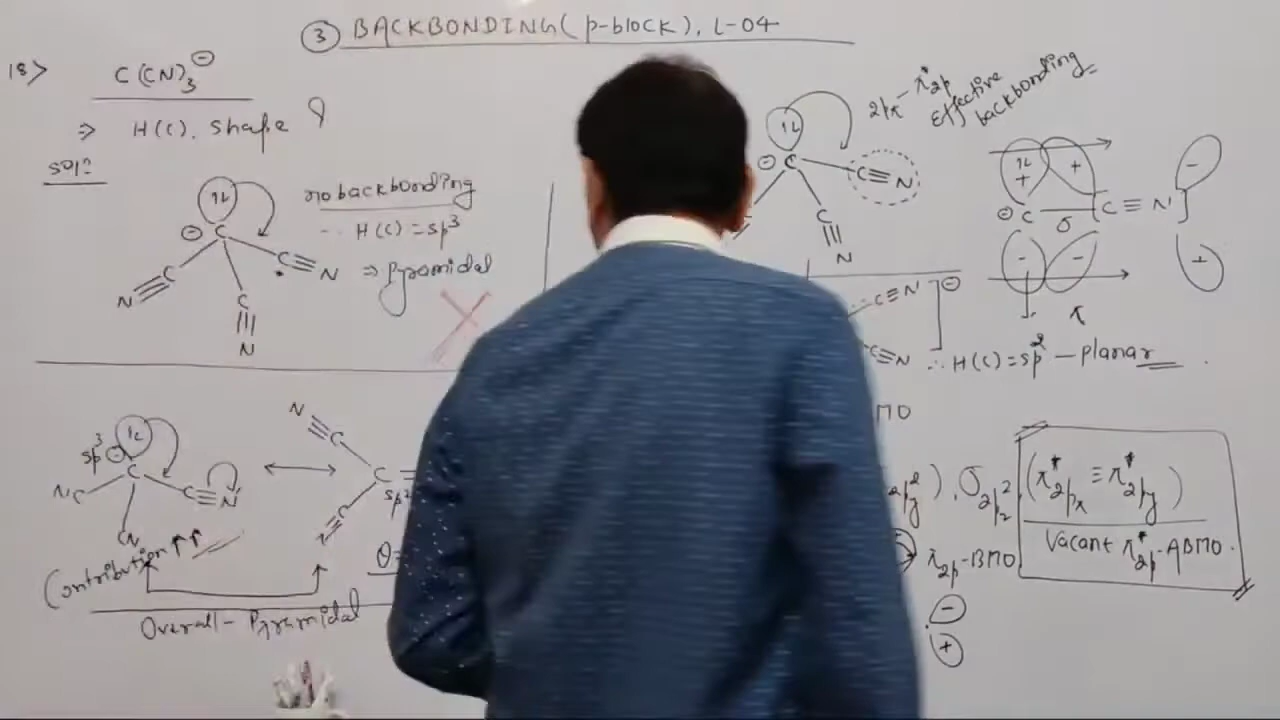 ③ BACKBONDING (p-block). L-04
18> C(CN)₃⊖
⇒ H(C). Shape ?
Solⁿ:
1L
⊖ C
C≡N
N≡C
C≡N
no backbonding
∴ H(C) = sp³
⇒ pyramidal
1L
⊖ C
C≡N
C≡N
2pπ - π*2p
Effective
backbonding
1L
+ +
⊖ C — C ≡ N
σ
- -
π
-
+
C≡N
C≡N
⊖
∴ H(C) = sp² - planar
sp³ ⊖ 1L
C
NC
C≡N
CN
↔
N≡C
C
sp²
Contribution ↑↑
Overall - Pyramidal
θ=
MO
2py²). σ2pz² (π*2px ≡ π*2py)
Vacant π*2p - ABMO.
π2p-BMO
-
+